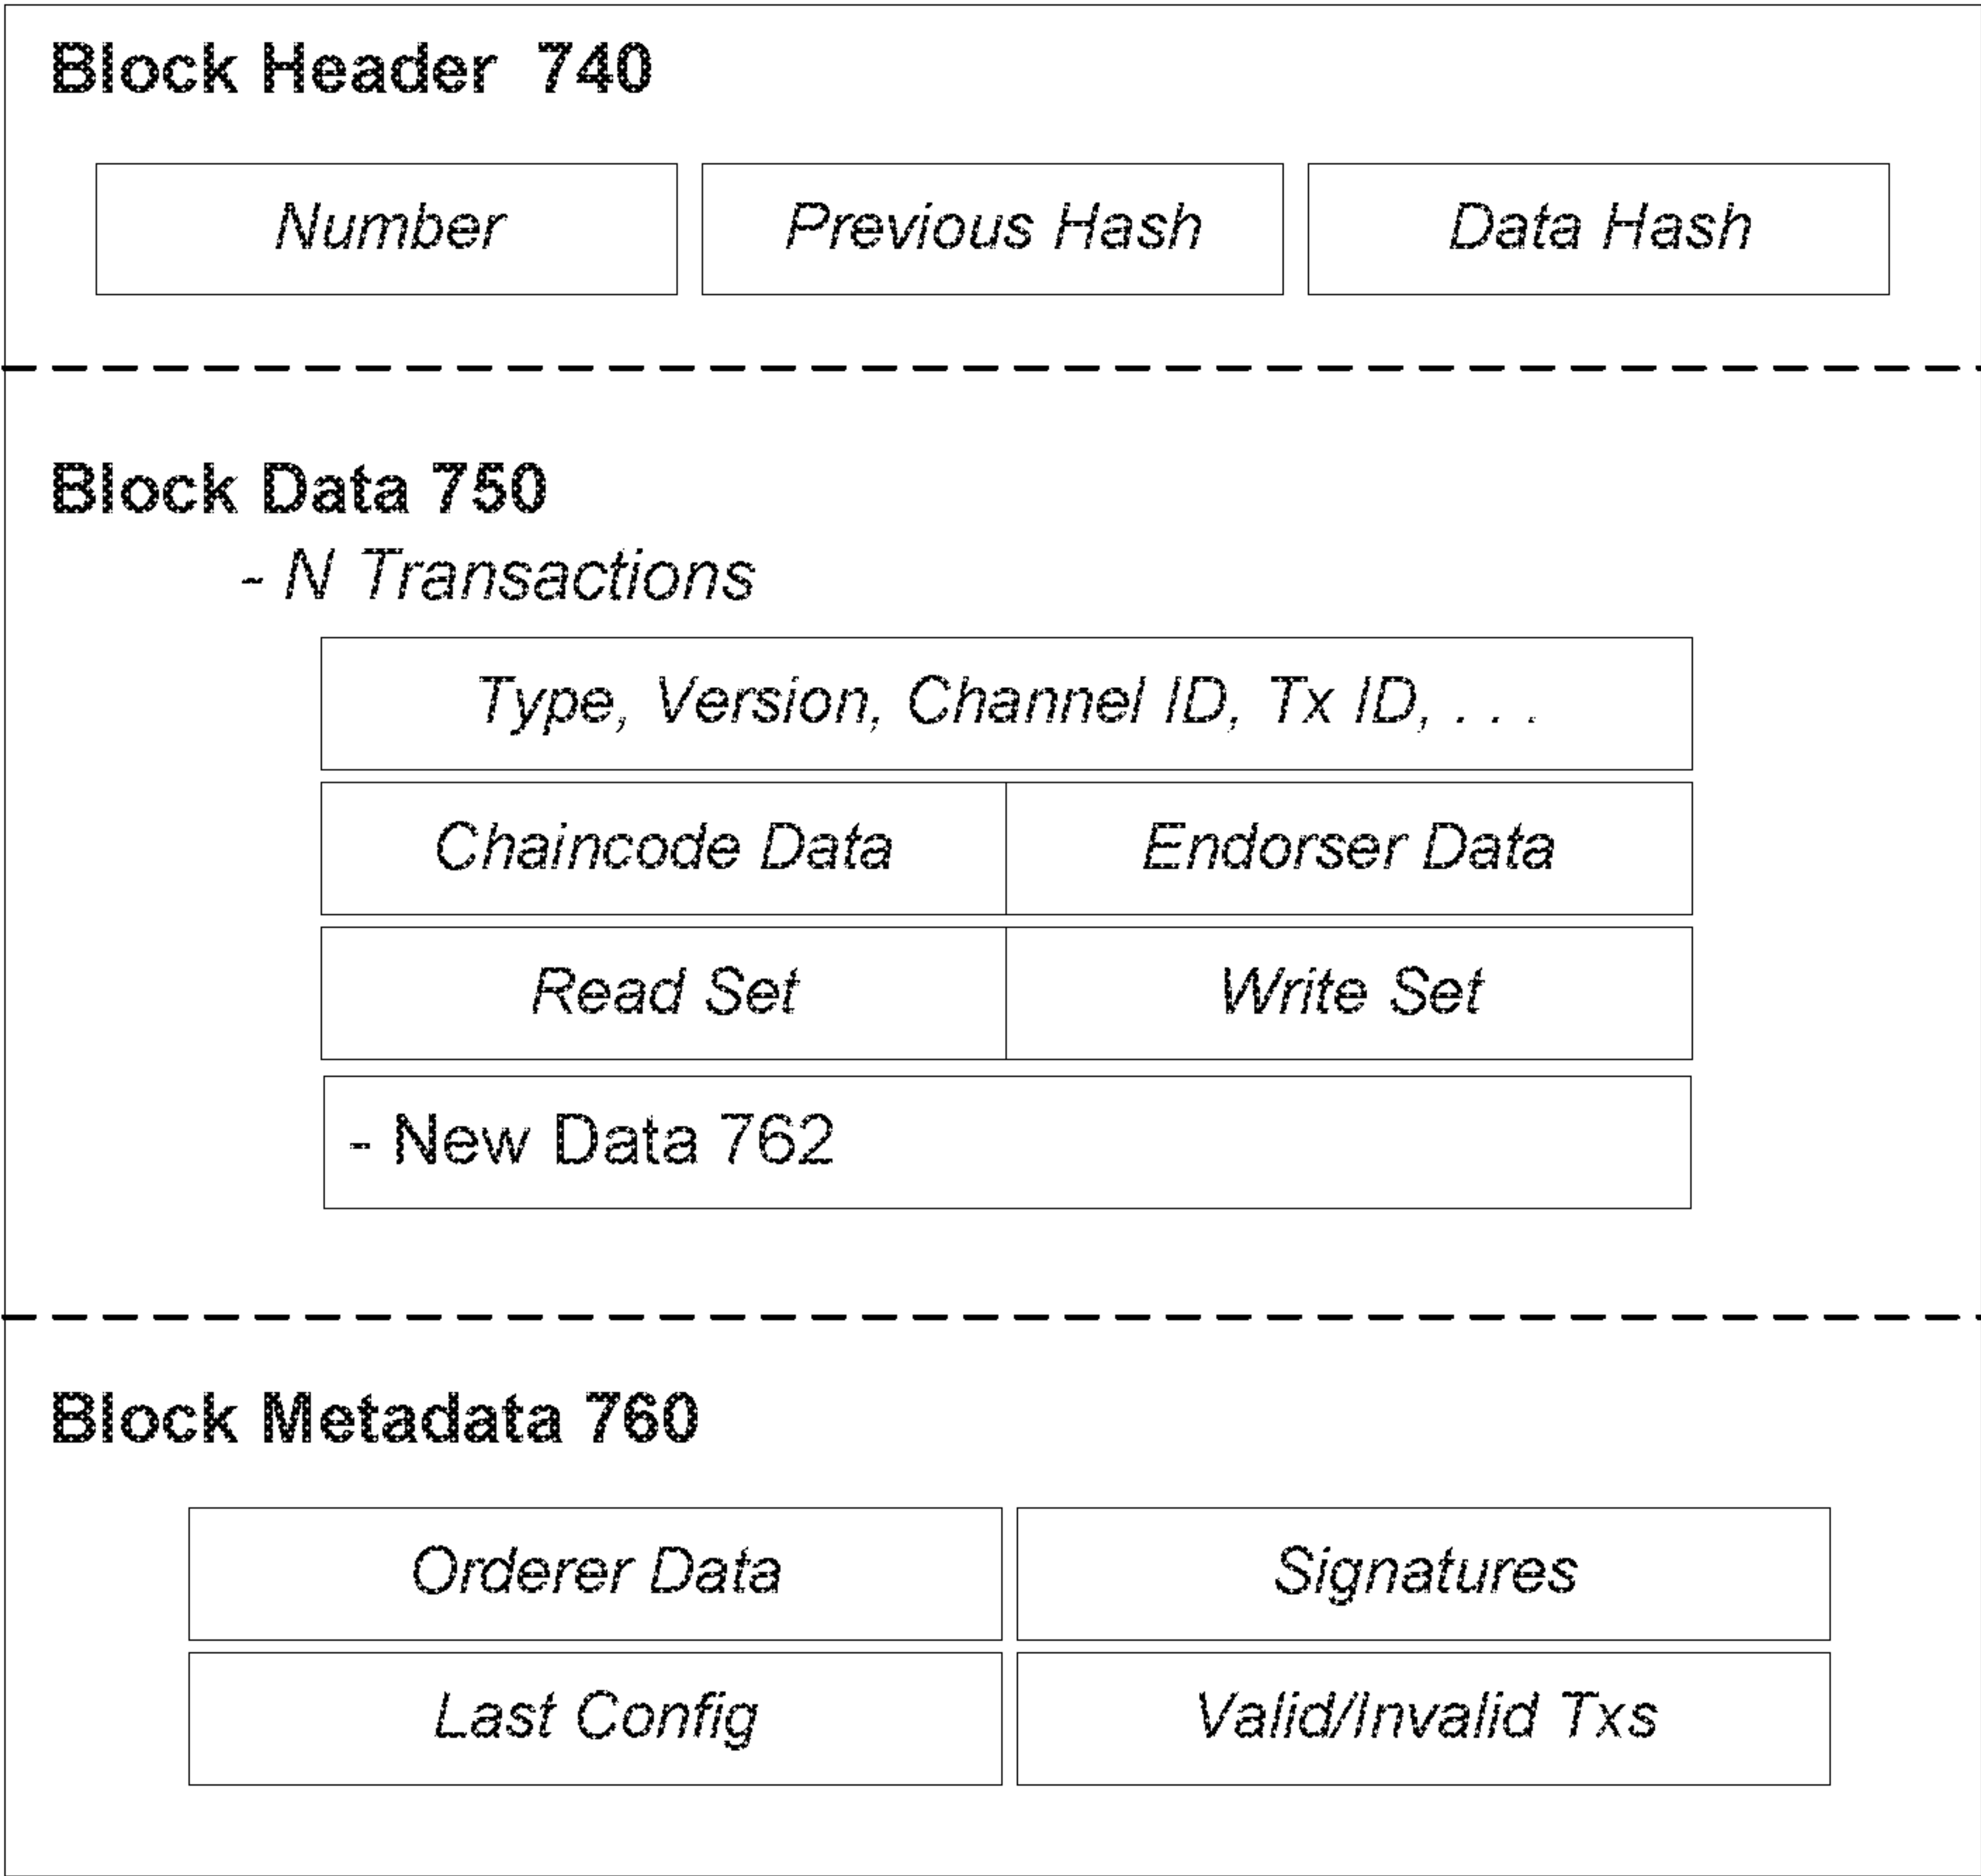 Block Header 740
Number Previous Hash Data Hash
Block Data 750
- N Transactions
Type, Version, Channel ID, Tx ID, . . .
Chaincode Data Endorser Data
Read Set Write Set
- New Data 762
Block Metadata 760
Orderer Data Signatures
Last Config Valid/Invalid Txs